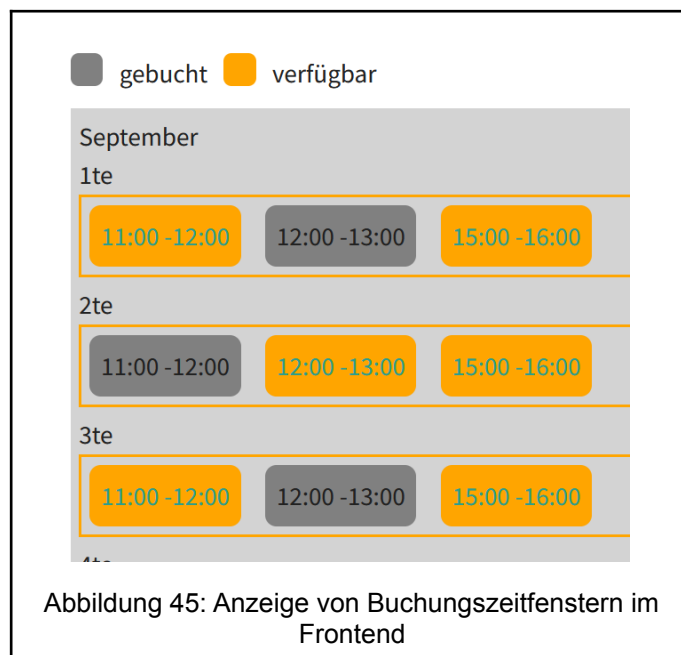 gebucht verfügbar
September
1te
11:00 -12:00 12:00 -13:00 15:00 -16:00
2te
11:00 -12:00 12:00 -13:00 15:00 -16:00
3te
11:00 -12:00 12:00 -13:00 15:00 -16:00
Abbildung 45: Anzeige von Buchungszeitfenstern im
Frontend